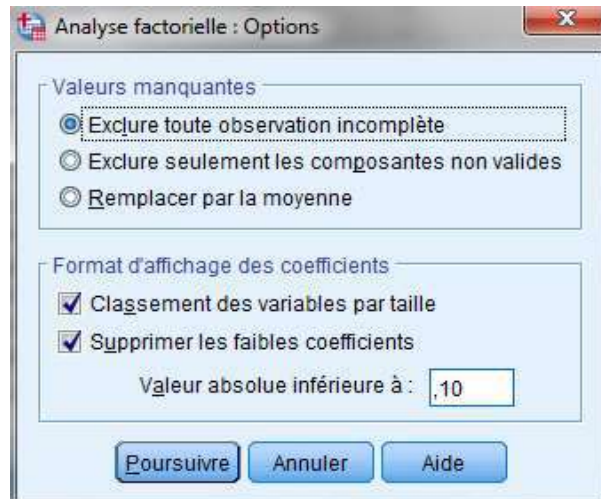 Analyse factorielle : Options
Valeurs manquantes
Exclure toute observation incomplète
Exclure seulement les composantes non valides
Remplacer par la moyenne
Format d'affichage des coefficients
Classement des variables par taille
Supprimer les faibles coefficients
Valeur absolue inférieure à : ,10
Poursuivre Annuler Aide